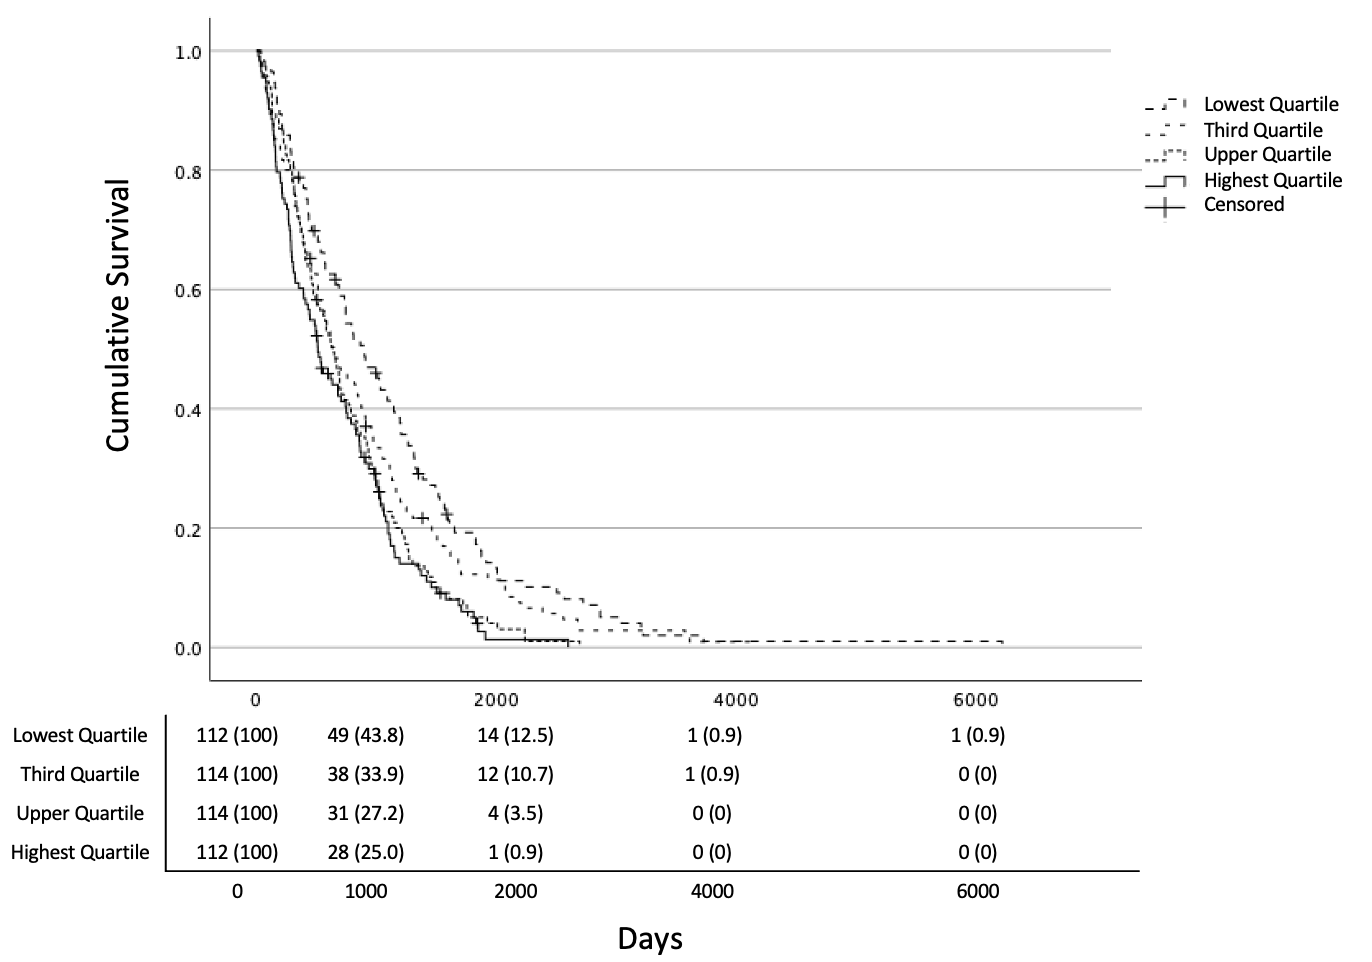 1.0
0.8
0.6
0.4
0.2
0.0
Cumulative Survival
Lowest Quartile
Third Quartile
Upper Quartile
Highest Quartile
Censored
0 2000 4000 6000
Lowest Quartile 112 (100) 49 (43.8) 14 (12.5) 1 (0.9) 1 (0.9)
Third Quartile 114 (100) 38 (33.9) 12 (10.7) 1 (0.9) 0 (0)
Upper Quartile 114 (100) 31 (27.2) 4 (3.5) 0 (0) 0 (0)
Highest Quartile 112 (100) 28 (25.0) 1 (0.9) 0 (0) 0 (0)
0 1000 2000 4000 6000
Days